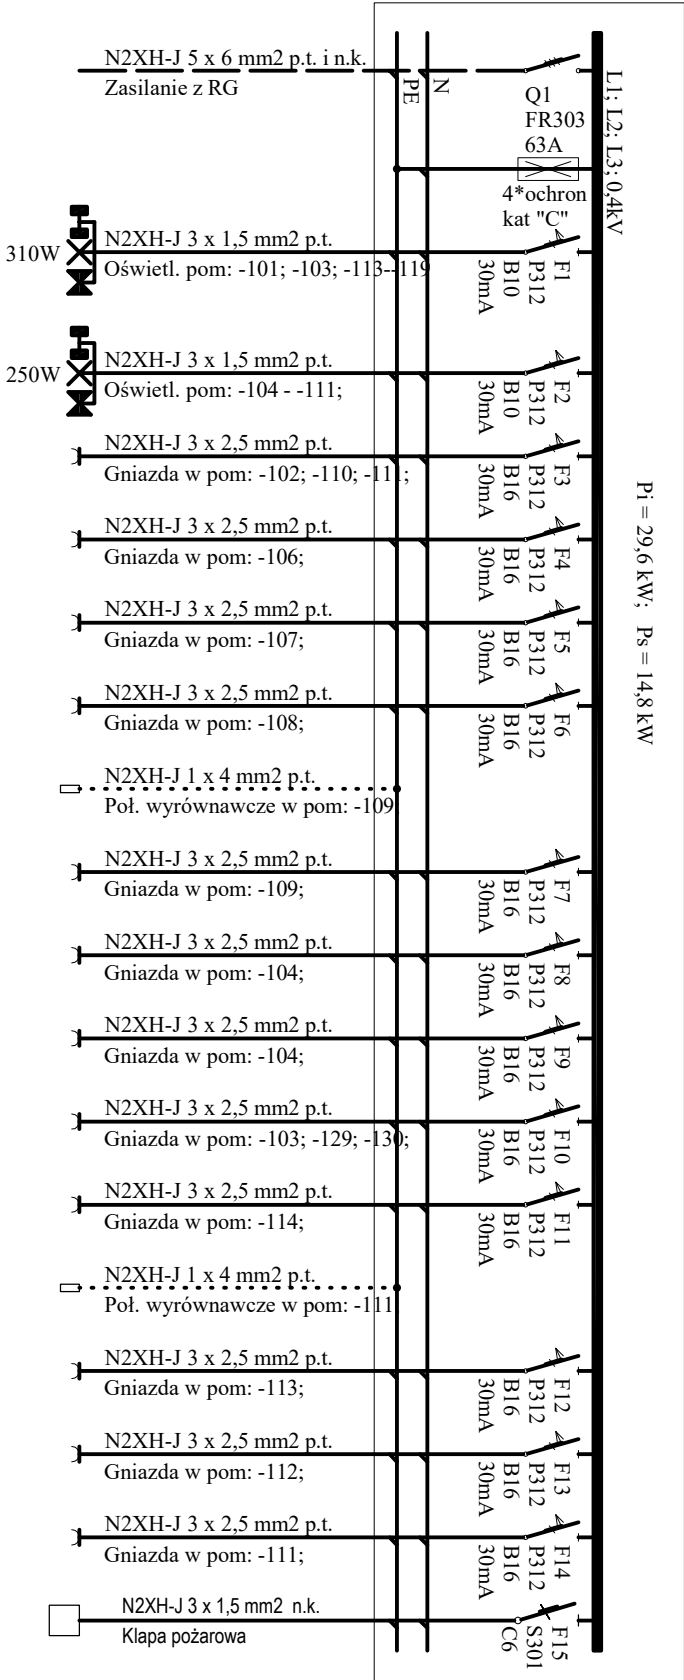 N2XH-J 5 x 6 mm2 p.t. i n.k.
Zasilanie z RG
PE
N
Q1
FR303
63A
L1; L2; L3; 0,4kV
4*ochron
kat "C"
310W
N2XH-J 3 x 1,5 mm2 p.t.
Oświetl. pom: -101; -103; -113--119
F1
P312
B10
30mA
250W
N2XH-J 3 x 1,5 mm2 p.t.
Oświetl. pom: -104 - -111;
F2
P312
B10
30mA
N2XH-J 3 x 2,5 mm2 p.t.
Gniazda w pom: -102; -110; -111;
F3
P312
B16
30mA
Pi = 29,6 kW; Ps = 14,8 kW
N2XH-J 3 x 2,5 mm2 p.t.
Gniazda w pom: -106;
F4
P312
B16
30mA
N2XH-J 3 x 2,5 mm2 p.t.
Gniazda w pom: -107;
F5
P312
B16
30mA
N2XH-J 3 x 2,5 mm2 p.t.
Gniazda w pom: -108;
F6
P312
B16
30mA
N2XH-J 1 x 4 mm2 p.t.
Poł. wyrównawcze w pom: -109
N2XH-J 3 x 2,5 mm2 p.t.
Gniazda w pom: -109;
F7
P312
B16
30mA
N2XH-J 3 x 2,5 mm2 p.t.
Gniazda w pom: -104;
F8
P312
B16
30mA
N2XH-J 3 x 2,5 mm2 p.t.
Gniazda w pom: -104;
F9
P312
B16
30mA
N2XH-J 3 x 2,5 mm2 p.t.
Gniazda w pom: -103; -129; -130;
F10
P312
B16
30mA
N2XH-J 3 x 2,5 mm2 p.t.
Gniazda w pom: -114;
F11
P312
B16
30mA
N2XH-J 1 x 4 mm2 p.t.
Poł. wyrównawcze w pom: -111
N2XH-J 3 x 2,5 mm2 p.t.
Gniazda w pom: -113;
F12
P312
B16
30mA
N2XH-J 3 x 2,5 mm2 p.t.
Gniazda w pom: -112;
F13
P312
B16
30mA
N2XH-J 3 x 2,5 mm2 p.t.
Gniazda w pom: -111;
F14
P312
B16
30mA
N2XH-J 3 x 1,5 mm2 n.k.
Klapa pożarowa
F15
S301
C6